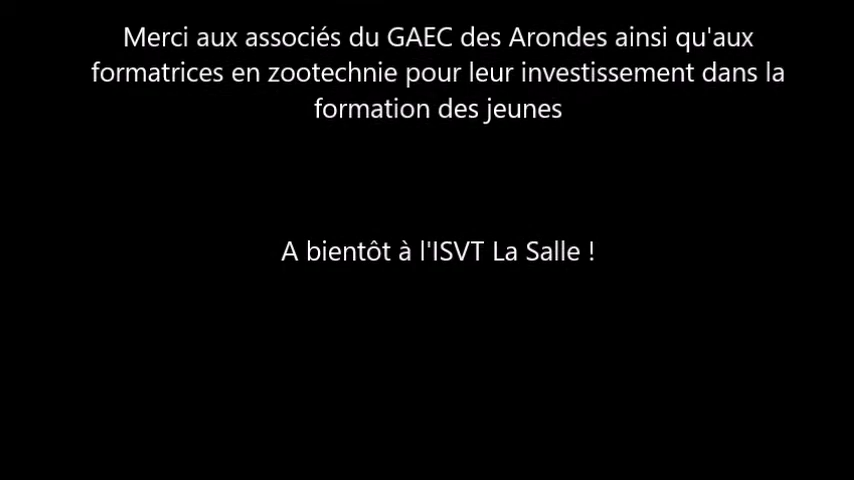 Merci aux associés du GAEC des Arondes ainsi qu'aux
formatrices en zootechnie pour leur investissement dans la
formation des jeunes
A bientôt à l'ISVT La Salle !